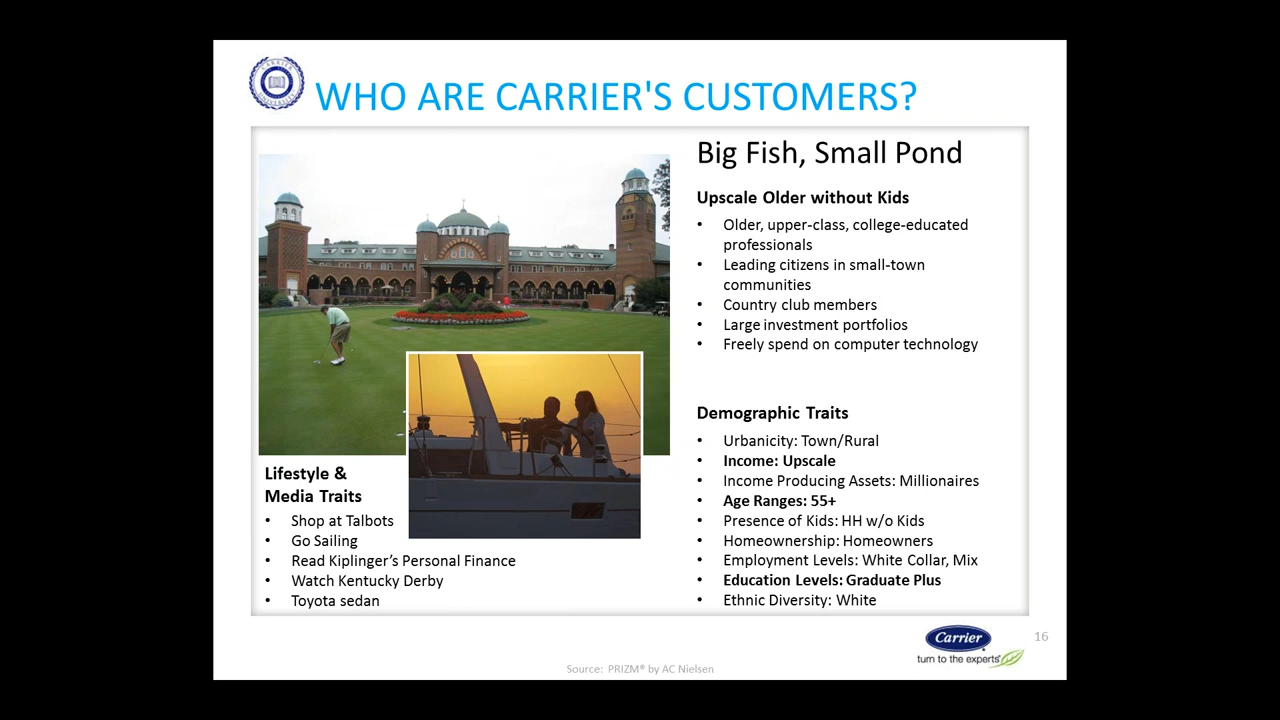 CARRIER
UNIVERSITY
WHO ARE CARRIER'S CUSTOMERS?
Big Fish, Small Pond
Upscale Older without Kids
• Older, upper-class, college-educated
professionals
• Leading citizens in small-town
communities
• Country club members
• Large investment portfolios
• Freely spend on computer technology
Demographic Traits
• Urbanicity: Town/Rural
• Income: Upscale
• Income Producing Assets: Millionaires
• Age Ranges: 55+
• Presence of Kids: HH w/o Kids
• Homeownership: Homeowners
• Employment Levels: White Collar, Mix
• Education Levels: Graduate Plus
• Ethnic Diversity: White
Lifestyle &
Media Traits
• Shop at Talbots
• Go Sailing
• Read Kiplinger’s Personal Finance
• Watch Kentucky Derby
• Toyota sedan
Carrier
turn to the experts
16
Source: PRIZM® by AC Nielsen